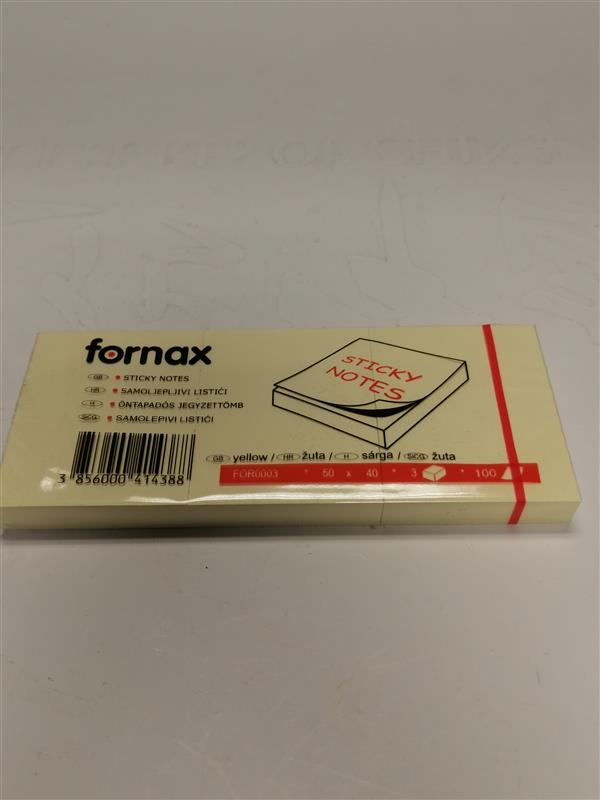 fornax
GB • STICKY NOTES
HR • SAMOLJEPLJIVI LISTIĆI
H • ÖNTAPADÓS JEGYZETTÖMB
SCG • SAMOLEPIVI LISTIĆI
STICKY
NOTES
GB yellow / HR žuta / H sárga / SCG žuta
FOR0003 * 50 x 40 * 3 * 100
3 856000 414388